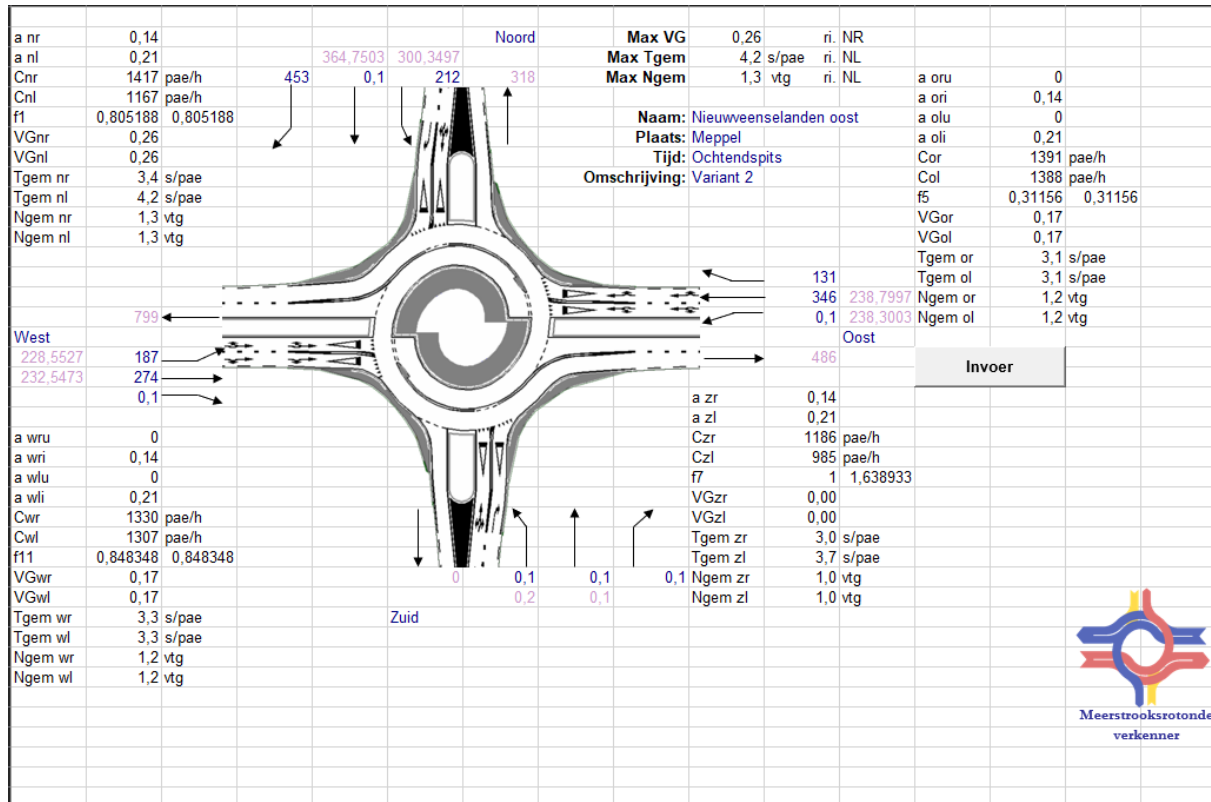 a nr 0,14 Noord Max VG 0,26 ri. NR
a nl 0,21 364,7503 300,3497 Max Tgem 4,2 s/pae ri. NL
Cnr 1417 pae/h 453 0,1 212 318 Max Ngem 1,3 vtg ri. NL a oru 0
Cnl 1167 pae/h a ori 0,14
f1 0,805188 0,805188 Naam: Nieuwveenselanden oost a olu 0
VGnr 0,26 Plaats: Meppel a oli 0,21
VGnl 0,26 Tijd: Ochtendspits Cor 1391 pae/h
Tgem nr 3,4 s/pae Omschrijving: Variant 2 Col 1388 pae/h
Tgem nl 4,2 s/pae f5 0,31156 0,31156
Ngem nr 1,3 vtg VGor 0,17
Ngem nl 1,3 vtg VGol 0,17
Tgem or 3,1 s/pae
131 Tgem ol 3,1 s/pae
346 238,7997 Ngem or 1,2 vtg
799 0,1 238,3003 Ngem ol 1,2 vtg
West Oost
228,5527 187 486 Invoer
232,5473 274
0,1 a zr 0,14
a zl 0,21
a wru 0 Czr 1186 pae/h
a wri 0,14 Czl 985 pae/h
a wlu 0 f7 1 1,638933
a wli 0,21 VGzr 0,00
Cwr 1330 pae/h VGzl 0,00
Cwl 1307 pae/h Tgem zr 3,0 s/pae
f11 0,848348 0,848348 Tgem zl 3,7 s/pae
VGwr 0,17 0 0,1 0,1 0,1 Ngem zr 1,0 vtg
VGwl 0,17 0,2 0,1 Ngem zl 1,0 vtg
Tgem wr 3,3 s/pae Zuid
Tgem wl 3,3 s/pae
Ngem wr 1,2 vtg
Ngem wl 1,2 vtg
Meerstrooksrotonde
verkenner